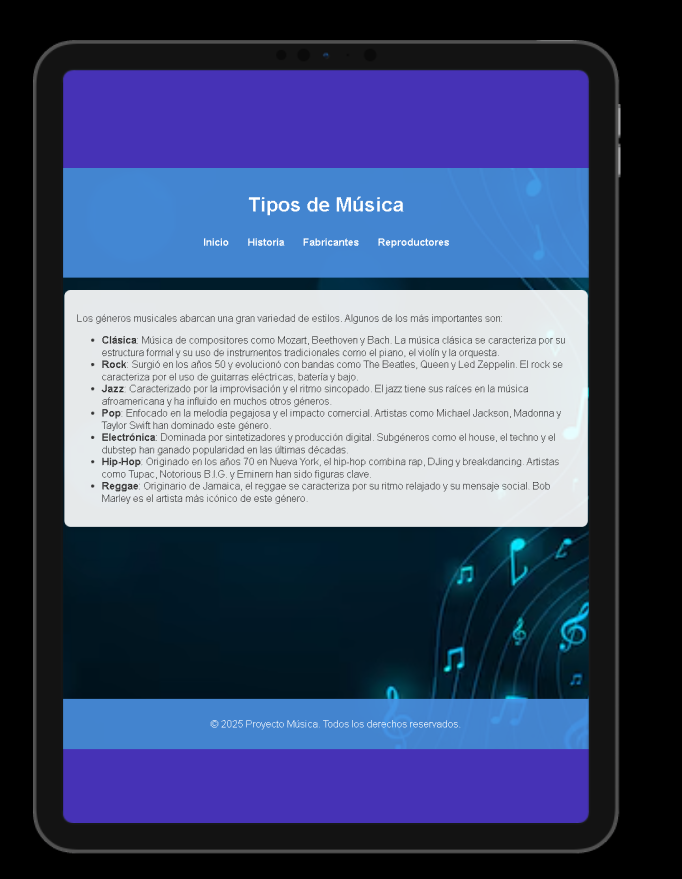 Tipos de Música
Inicio Historia Fabricantes Reproductores
Los géneros musicales abarcan una gran variedad de estilos. Algunos de los más importantes son:
• Clásica: Música de compositores como Mozart, Beethoven y Bach. La música clásica se caracteriza por su
estructura formal y su uso de instrumentos tradicionales como el piano, el violín y la orquesta.
• Rock: Surgió en los años 50 y evolucionó con bandas como The Beatles, Queen y Led Zeppelin. El rock se
caracteriza por el uso de guitarras eléctricas, batería y bajo.
• Jazz: Caracterizado por la improvisación y el ritmo sincopado. El jazz tiene sus raíces en la música
afroamericana y ha influido en muchos otros géneros.
• Pop: Enfocado en la melodía pegajosa y el impacto comercial. Artistas como Michael Jackson, Madonna y
Taylor Swift han dominado este género.
• Electrónica: Dominada por sintetizadores y producción digital. Subgéneros como el house, el techno y el
dubstep han ganado popularidad en las últimas décadas.
• Hip-Hop: Originado en los años 70 en Nueva York, el hip-hop combina rap, DJing y breakdancing. Artistas
como Tupac, Notorious B.I.G. y Eminem han sido figuras clave.
• Reggae: Originario de Jamaica, el reggae se caracteriza por su ritmo relajado y su mensaje social. Bob
Marley es el artista más icónico de este género.
© 2025 Proyecto Música. Todos los derechos reservados.